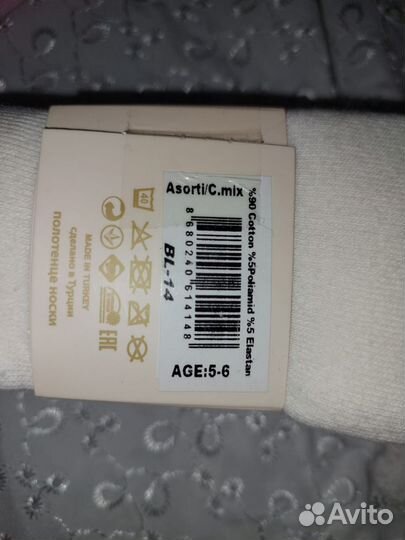 Asorti/C.mix
%90 Cotton %5Poliamid %5 Elastan
8680240614148
BL-14
AGE:5-6
40
EAC
MADE IN TURKEY
сделано в Турции
полотенце носки
Avito